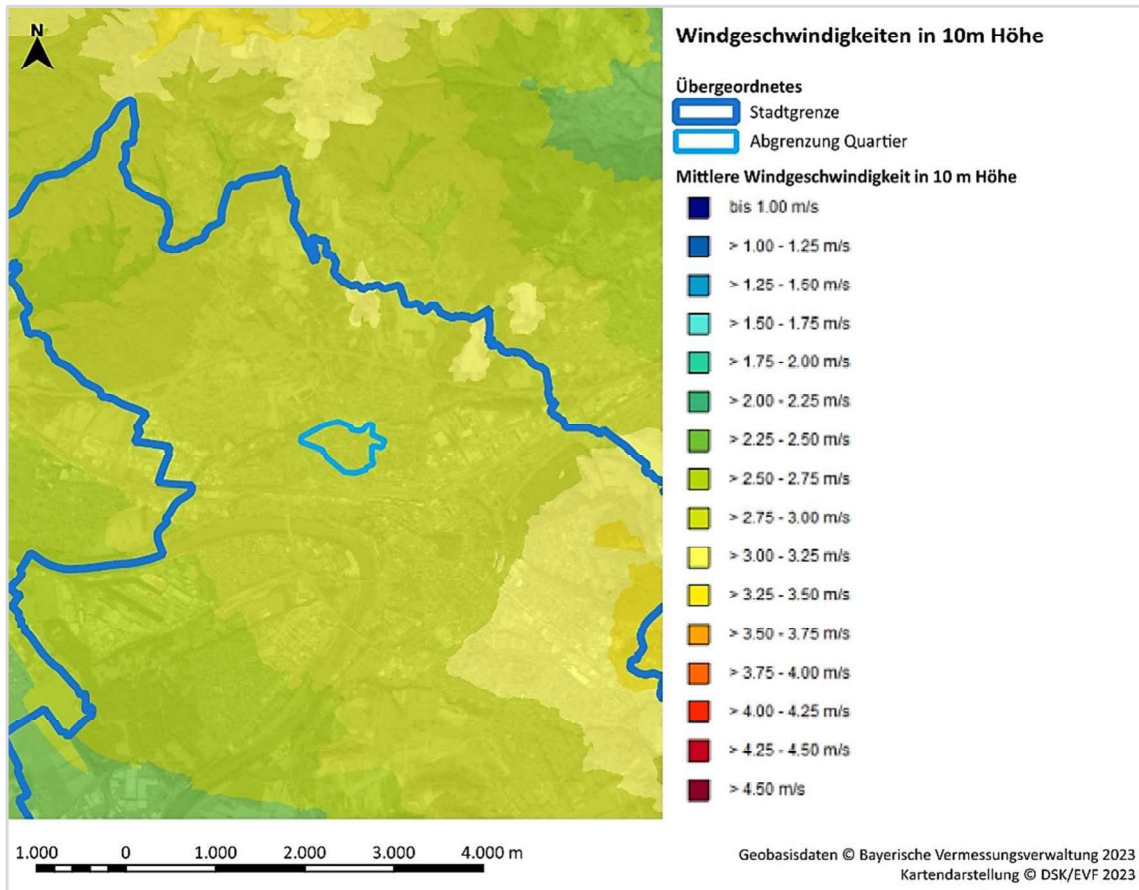 N
Windgeschwindigkeiten in 10m Höhe
Übergeordnetes
Stadtgrenze
Abgrenzung Quartier
Mittlere Windgeschwindigkeit in 10 m Höhe
bis 1.00 m/s
> 1.00 - 1.25 m/s
> 1.25 - 1.50 m/s
> 1.50 - 1.75 m/s
> 1.75 - 2.00 m/s
> 2.00 - 2.25 m/s
> 2.25 - 2.50 m/s
> 2.50 - 2.75 m/s
> 2.75 - 3.00 m/s
> 3.00 - 3.25 m/s
> 3.25 - 3.50 m/s
> 3.50 - 3.75 m/s
> 3.75 - 4.00 m/s
> 4.00 - 4.25 m/s
> 4.25 - 4.50 m/s
> 4.50 m/s
1.000 0 1.000 2.000 3.000 4.000 m
Geobasisdaten © Bayerische Vermessungsverwaltung 2023
Kartendarstellung © DSK/EVF 2023